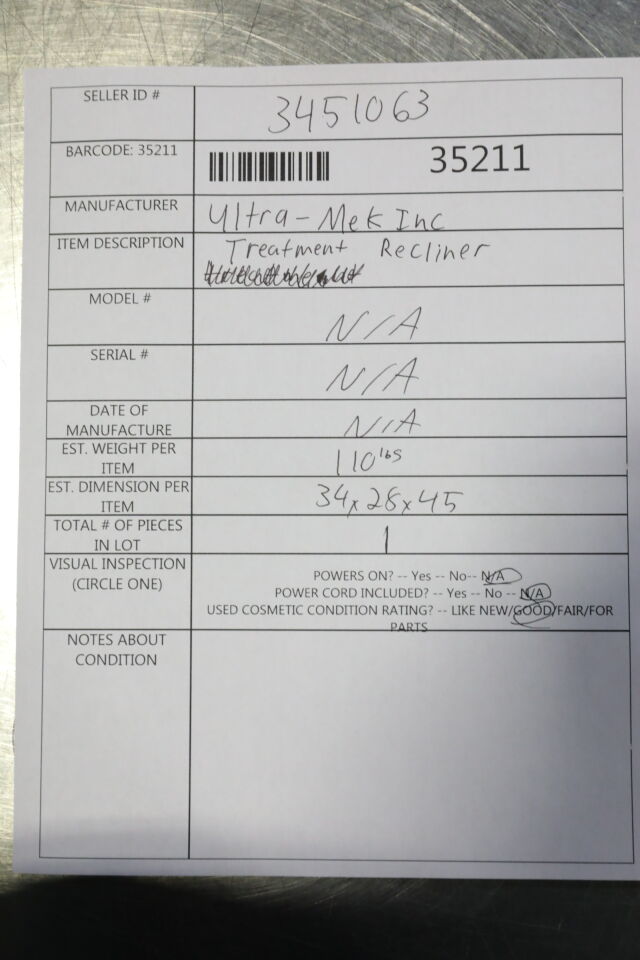 SELLER ID #
3451063
BARCODE: 35211
35211
MANUFACTURER
Ultra-Mek Inc
ITEM DESCRIPTION
Treatment Recliner
MODEL #
N/A
SERIAL #
N/A
DATE OF
MANUFACTURE
N/A
EST. WEIGHT PER
ITEM
110 lbs
EST. DIMENSION PER
ITEM
34x28x45
TOTAL # OF PIECES
IN LOT
1
VISUAL INSPECTION
(CIRCLE ONE)
POWERS ON? -- Yes -- No-- N/A
POWER CORD INCLUDED? -- Yes -- No -- N/A
USED COSMETIC CONDITION RATING? -- LIKE NEW/GOOD/FAIR/FOR
PARTS
NOTES ABOUT
CONDITION